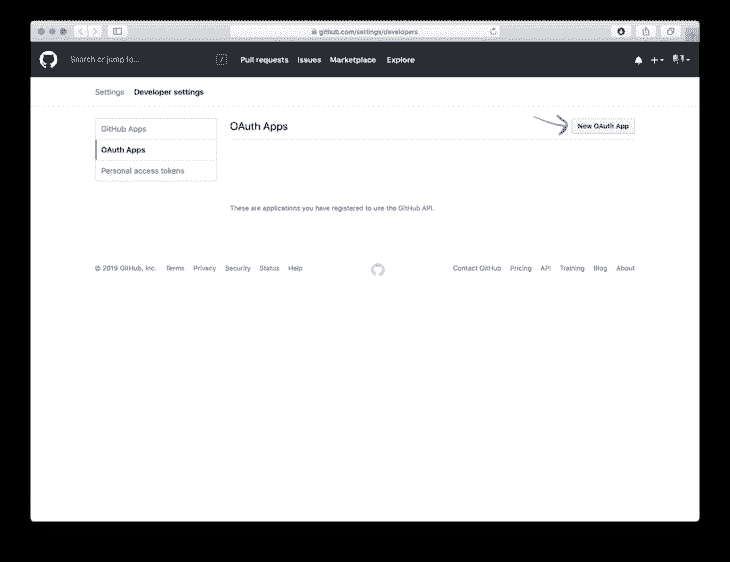 github.com/settings/developers
Search or jump to... / Pull requests Issues Marketplace Explore
Settings / Developer settings
GitHub Apps
OAuth Apps
Personal access tokens
OAuth Apps
New OAuth App
These are applications you have registered to use the GitHub API.
© 2019 GitHub, Inc. Terms Privacy Security Status Help Contact GitHub Pricing API Training Blog About